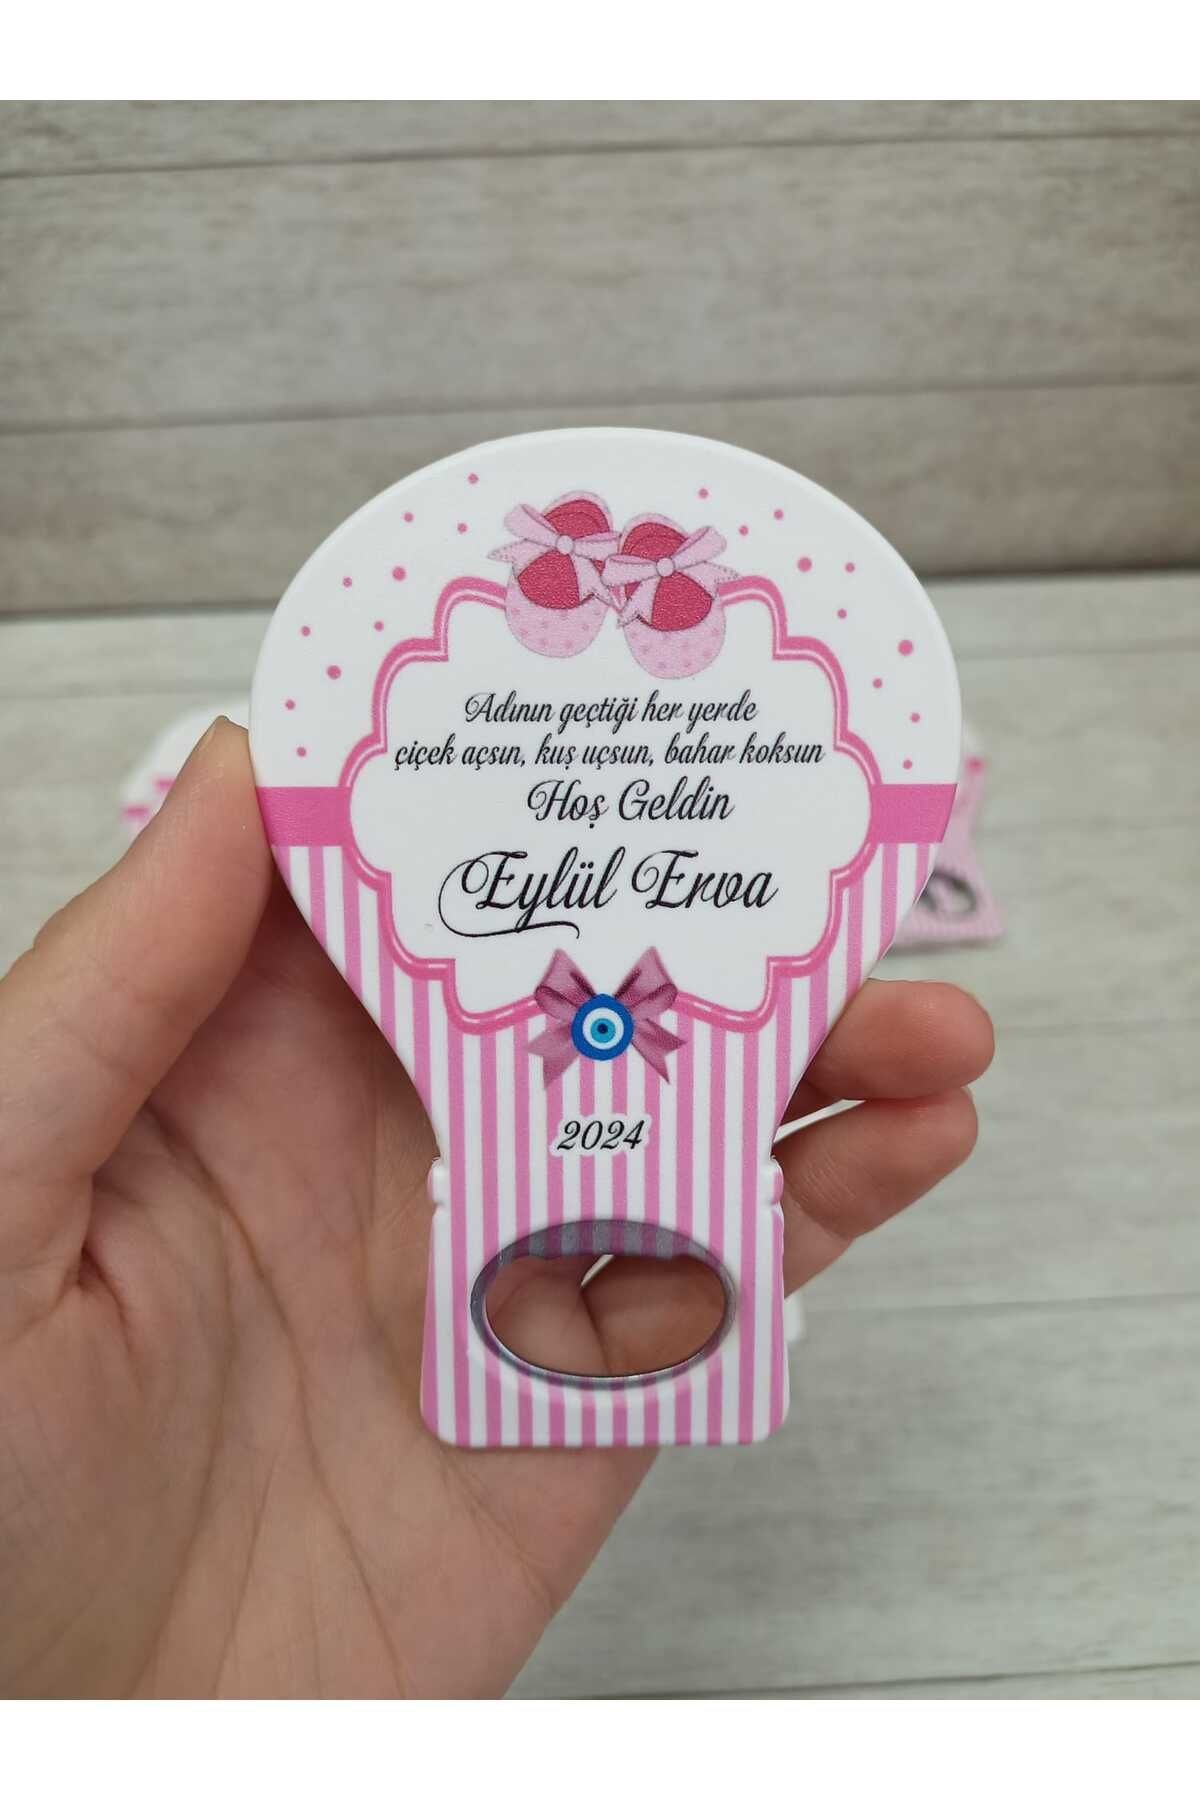 Adının geçtiği her yerde
çiçek açsın, kuş uçsun, bahar koksun
Hoş Geldin
Eylül Erva
2024